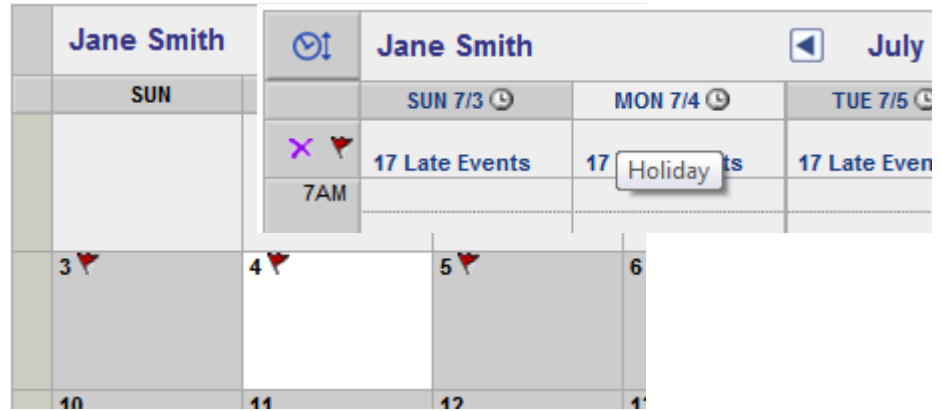 Jane Smith
SUN
Jane Smith
July
SUN 7/3
MON 7/4
TUE 7/5
17 Late Events
17
ts
17 Late Even
Holiday
7AM
3
4
5
6
10
11
12